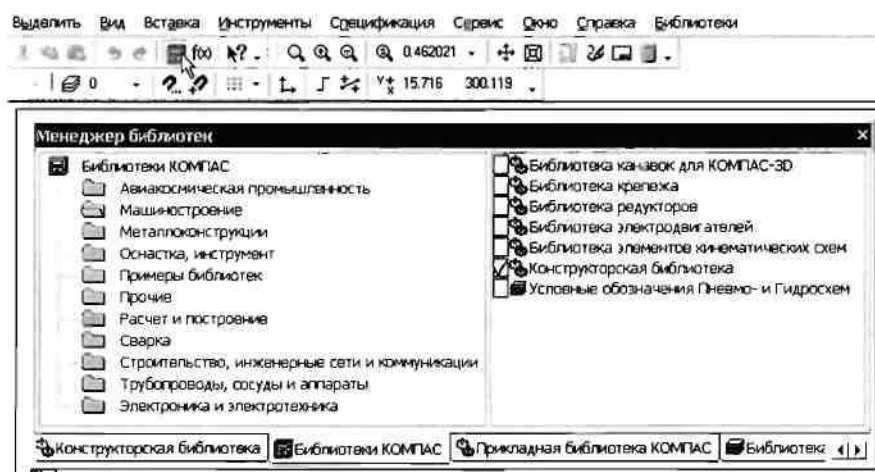 Выделить Вид Вставка Инструменты Спецификация Сервис Окно Справка Библиотеки
f(x) ? 0.462021
0 15.716 300.119
Менеджер библиотек
Библиотеки КОМПАС
Авиакосмическая промышленность
Машиностроение
Металлоконструкции
Оснастка, инструмент
Примеры библиотек
Прочие
Расчет и построение
Сварка
Строительство, инженерные сети и коммуникации
Трубопроводы, сосуды и аппараты
Электроника и электротехника
Библиотека канавок для КОМПАС-3D
Библиотека крепежа
Библиотека редукторов
Библиотека электродвигателей
Библиотека элементов кинематических схем
Конструкторская библиотека
Условные обозначения Пневмо- и Гидросхем
Конструкторская библиотека Библиотеки КОМПАС Прикладная библиотека КОМПАС Библиотека